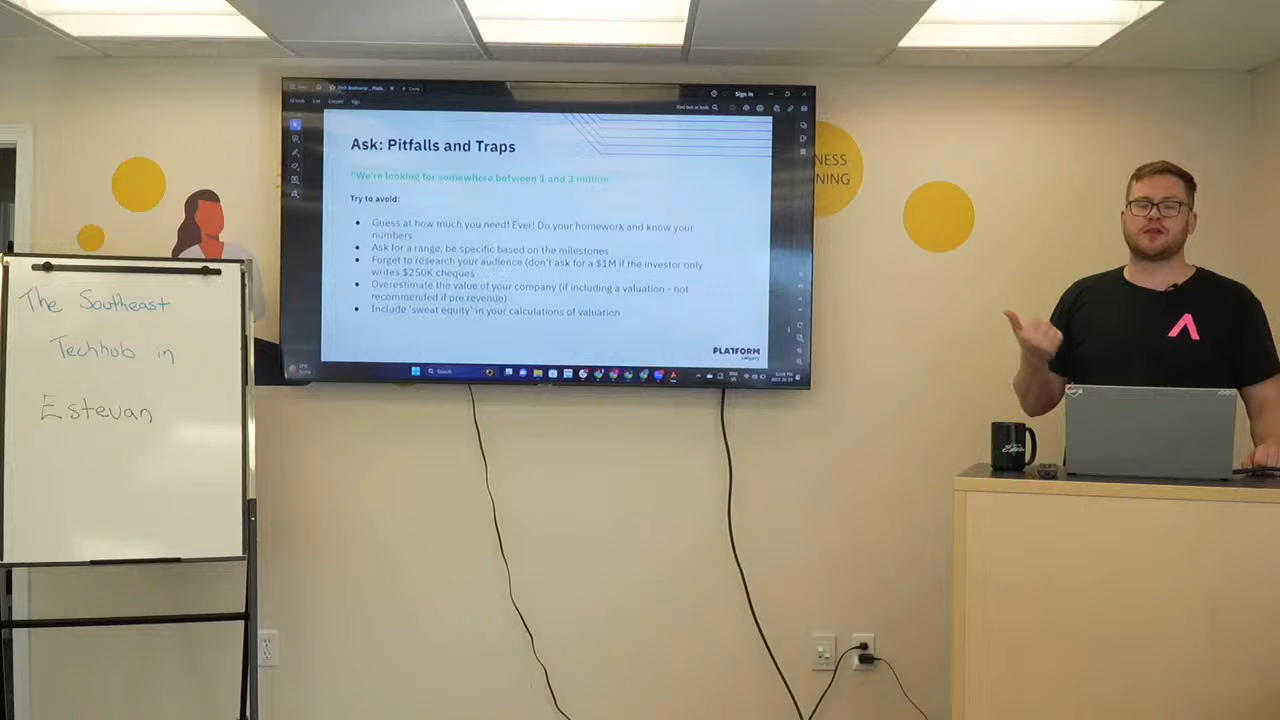 Sign in
Ask: Pitfalls and Traps
"We're looking for somewhere between 1 and 3 million
Try to avoid:
Guess at how much you need! Ever! Do your homework and know your
numbers
Ask for a range, be specific based on the milestones
Forget to research your audience (don't ask for a $1M if the investor only
writes $250K cheques
Overestimate the value of your company (if including a valuation - not
recommended if pre revenue)
Include 'sweat equity' in your calculations of valuation
PLATFORM
calgary
Search
NESS
NING
The Southeast
Techhub in
Estevan